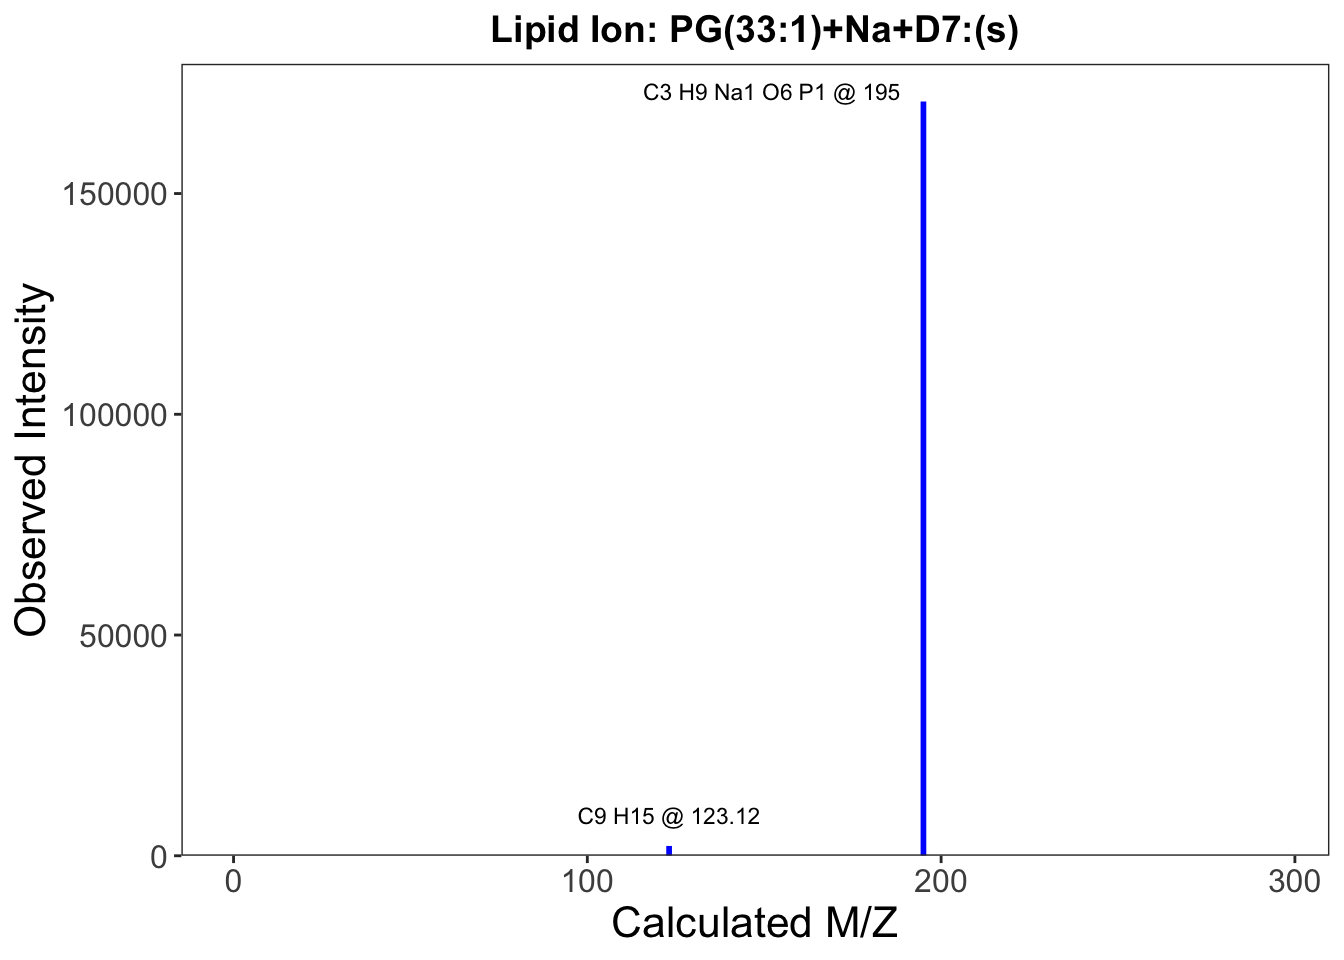 Lipid Ion: PG(33:1)+Na+D7:(s)
C3 H9 Na1 O6 P1 @ 195
150000
100000
50000
0
Observed Intensity
C9 H15 @ 123.12
0 100 200 300
Calculated M/Z